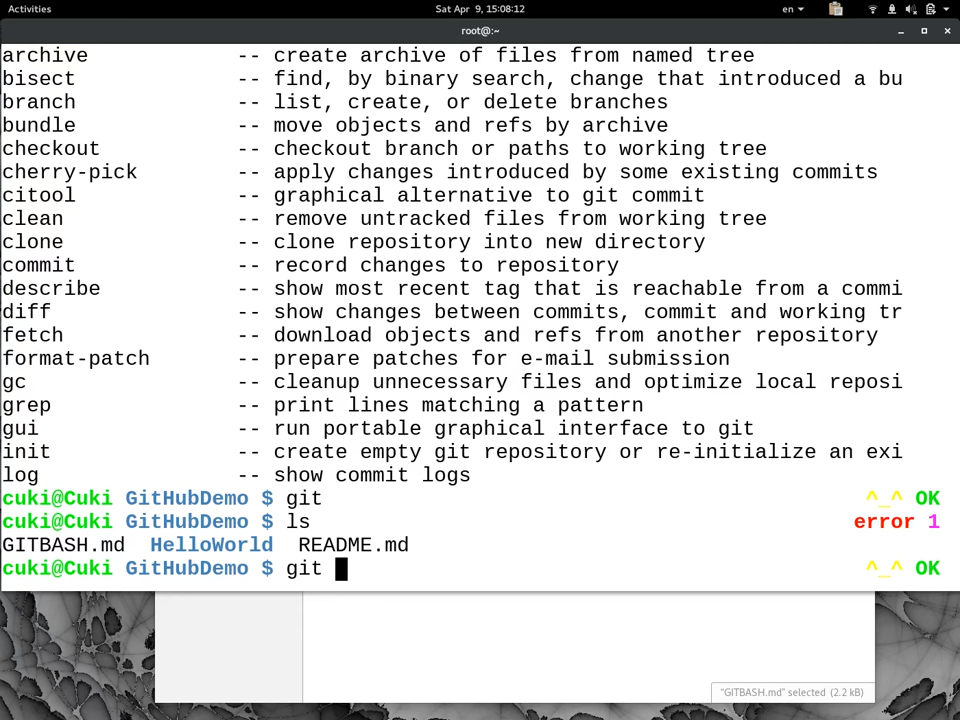 Activities
Sat Apr 9, 15:08:12
en
root@:~
archive -- create archive of files from named tree
bisect -- find, by binary search, change that introduced a bu
branch -- list, create, or delete branches
bundle -- move objects and refs by archive
checkout -- checkout branch or paths to working tree
cherry-pick -- apply changes introduced by some existing commits
citool -- graphical alternative to git commit
clean -- remove untracked files from working tree
clone -- clone repository into new directory
commit -- record changes to repository
describe -- show most recent tag that is reachable from a commi
diff -- show changes between commits, commit and working tr
fetch -- download objects and refs from another repository
format-patch -- prepare patches for e-mail submission
gc -- cleanup unnecessary files and optimize local reposi
grep -- print lines matching a pattern
gui -- run portable graphical interface to git
init -- create empty git repository or re-initialize an exi
log -- show commit logs
cuki@Cuki GitHubDemo $ git ^_^ OK
cuki@Cuki GitHubDemo $ ls error 1
GITBASH.md HelloWorld README.md
cuki@Cuki GitHubDemo $ git ^_^ OK
"GITBASH.md" selected (2.2 kB)